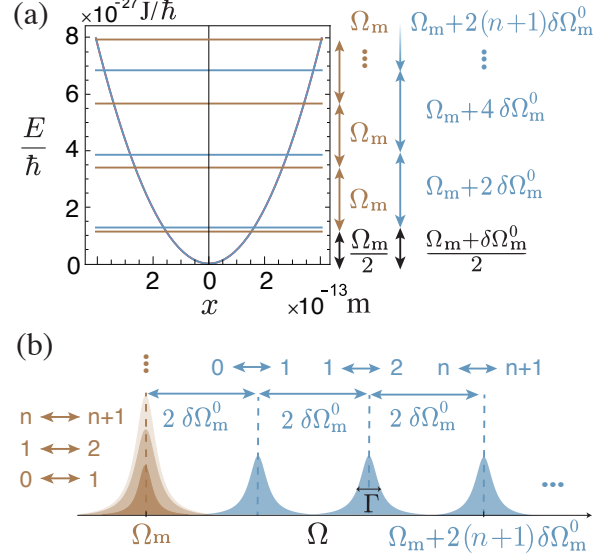 (a)
×10⁻²⁷J/ħ
8
6
4
2
0
E/ħ
2 0 2
x
×10⁻¹³m
Ωₘ Ωₘ+2(n+1)δΩₘ⁰
⋮ ⋮
Ωₘ+4 δΩₘ⁰
Ωₘ
Ωₘ Ωₘ+2 δΩₘ⁰
Ωₘ/2 (Ωₘ+δΩₘ⁰)/2
(b)
⋮
0 ↔ 1 1 ↔ 2 n ↔ n+1
2 δΩₘ⁰ 2 δΩₘ⁰ 2 δΩₘ⁰
n ↔ n+1
1 ↔ 2
0 ↔ 1
Γ
...
Ωₘ Ω Ωₘ+2(n+1)δΩₘ⁰